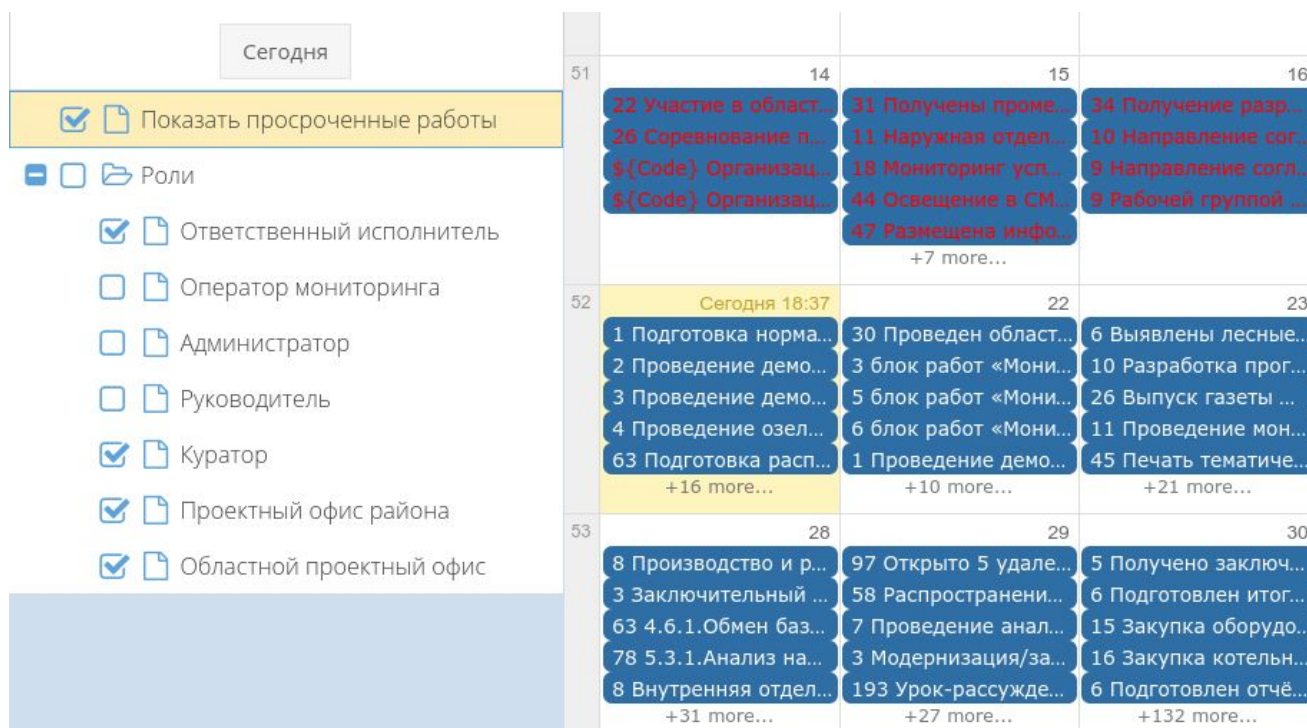 Сегодня
Показать просроченные работы
Роли
Ответственный исполнитель
Оператор мониторинга
Администратор
Руководитель
Куратор
Проектный офис района
Областной проектный офис
51
14
22 Участие в област...
26 Соревнование п...
${Code} Организац...
${Code} Организац...
15
31 Получены проме...
11 Наружная отдел...
18 Мониторинг усп...
44 Освещение в СМ...
47 Размещена инфо...
+7 more...
16
34 Получение разр...
10 Направление сог...
9 Направление согл...
9 Рабочей группой ...
52
Сегодня 18:37
1 Подготовка норма...
2 Проведение демо...
3 Проведение демо...
4 Проведение озел...
63 Подготовка расп...
+16 more...
22
30 Проведен област...
3 блок работ «Мони...
5 блок работ «Мони...
6 блок работ «Мони...
1 Проведение демо...
+10 more...
23
6 Выявлены лесные...
10 Разработка прог...
26 Выпуск газеты ...
11 Проведение мон...
45 Печать тематиче...
+21 more...
53
28
8 Производство и р...
3 Заключительный ...
63 4.6.1.Обмен баз...
78 5.3.1.Анализ на...
8 Внутренняя отдел...
+31 more...
29
97 Открыто 5 удале...
58 Распространени...
7 Проведение анал...
3 Модернизация/за...
193 Урок-рассужде...
+27 more...
30
5 Получено заключ...
6 Подготовлен итог...
15 Закупка оборудо...
16 Закупка котельн...
6 Подготовлен отчё...
+132 more...